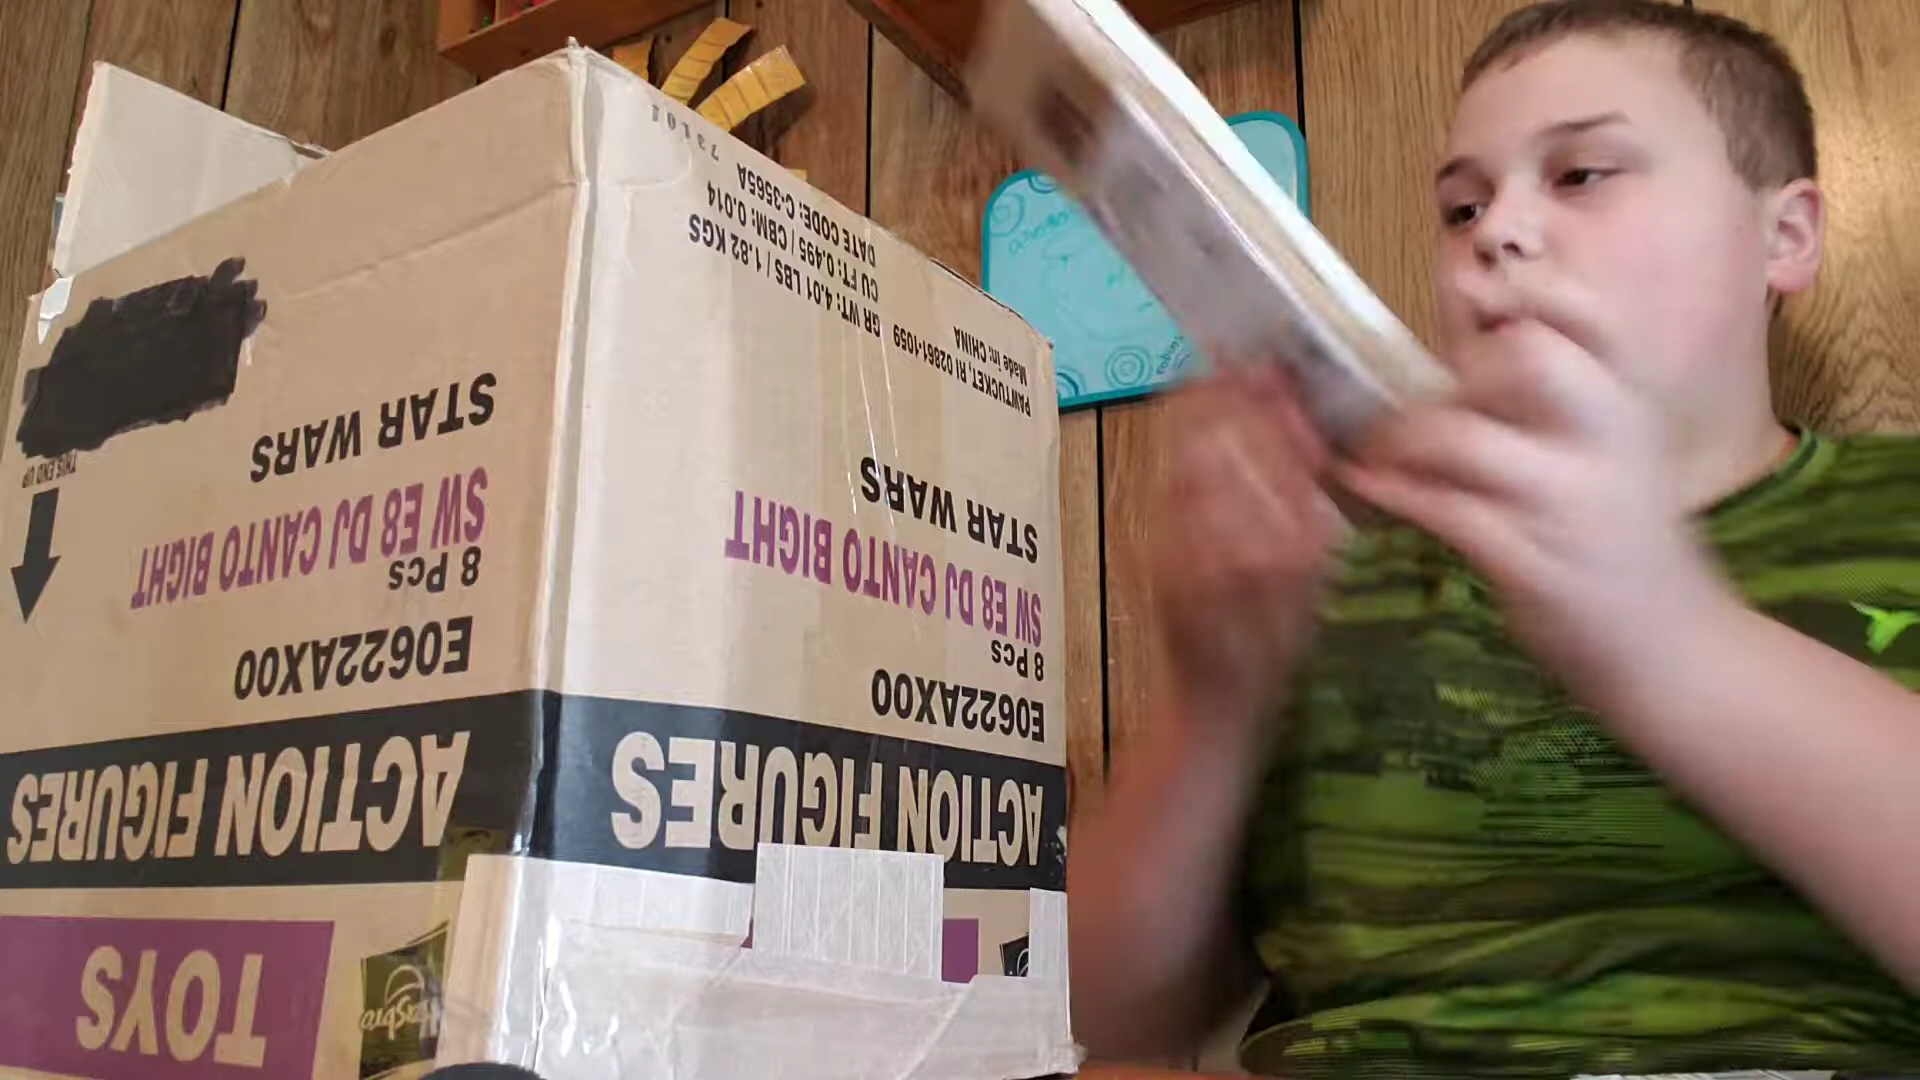 THIS END UP
STAR WARS
SW E8 DJ CANTO BIGHT
8 Pcs
E0622AX00
ACTION FIGURES
TOYS
Hasbro
73101
DATE CODE: C-3565A
CU FT: 0.495 / CBM: 0.014
GR WT: 4.01 LBS / 1.82 KGS
Made in: CHINA
PAWTUCKET, RI 02861-1059
STAR WARS
SW E8 DJ CANTO BIGHT
8 Pcs
E0622AX00
ACTION FIGURES